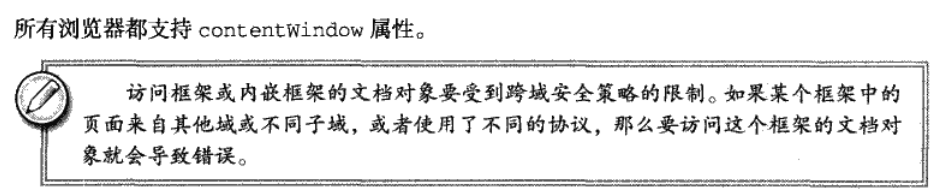 所有浏览器都支持 contentWindow 属性。
访问框架或内嵌框架的文档对象要受到跨域安全策略的限制。如果某个框架中的
页面来自其他域或不同子域，或者使用了不同的协议，那么要访问这个框架的文档对
象就会导致错误。